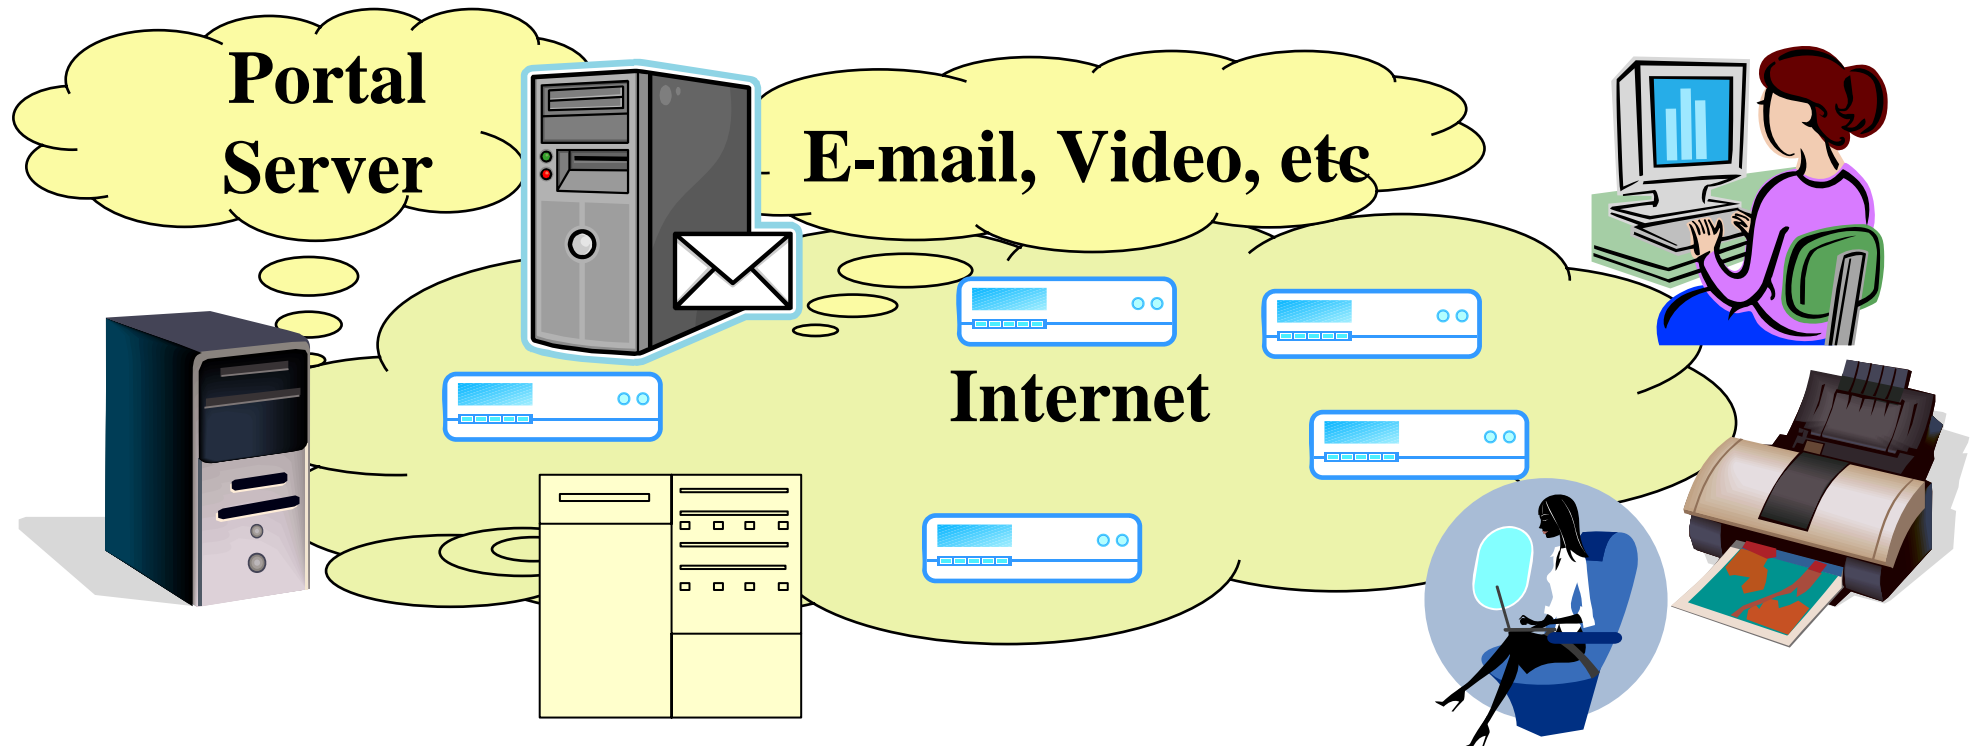 Portal
Server
E-mail, Video, etc
Internet